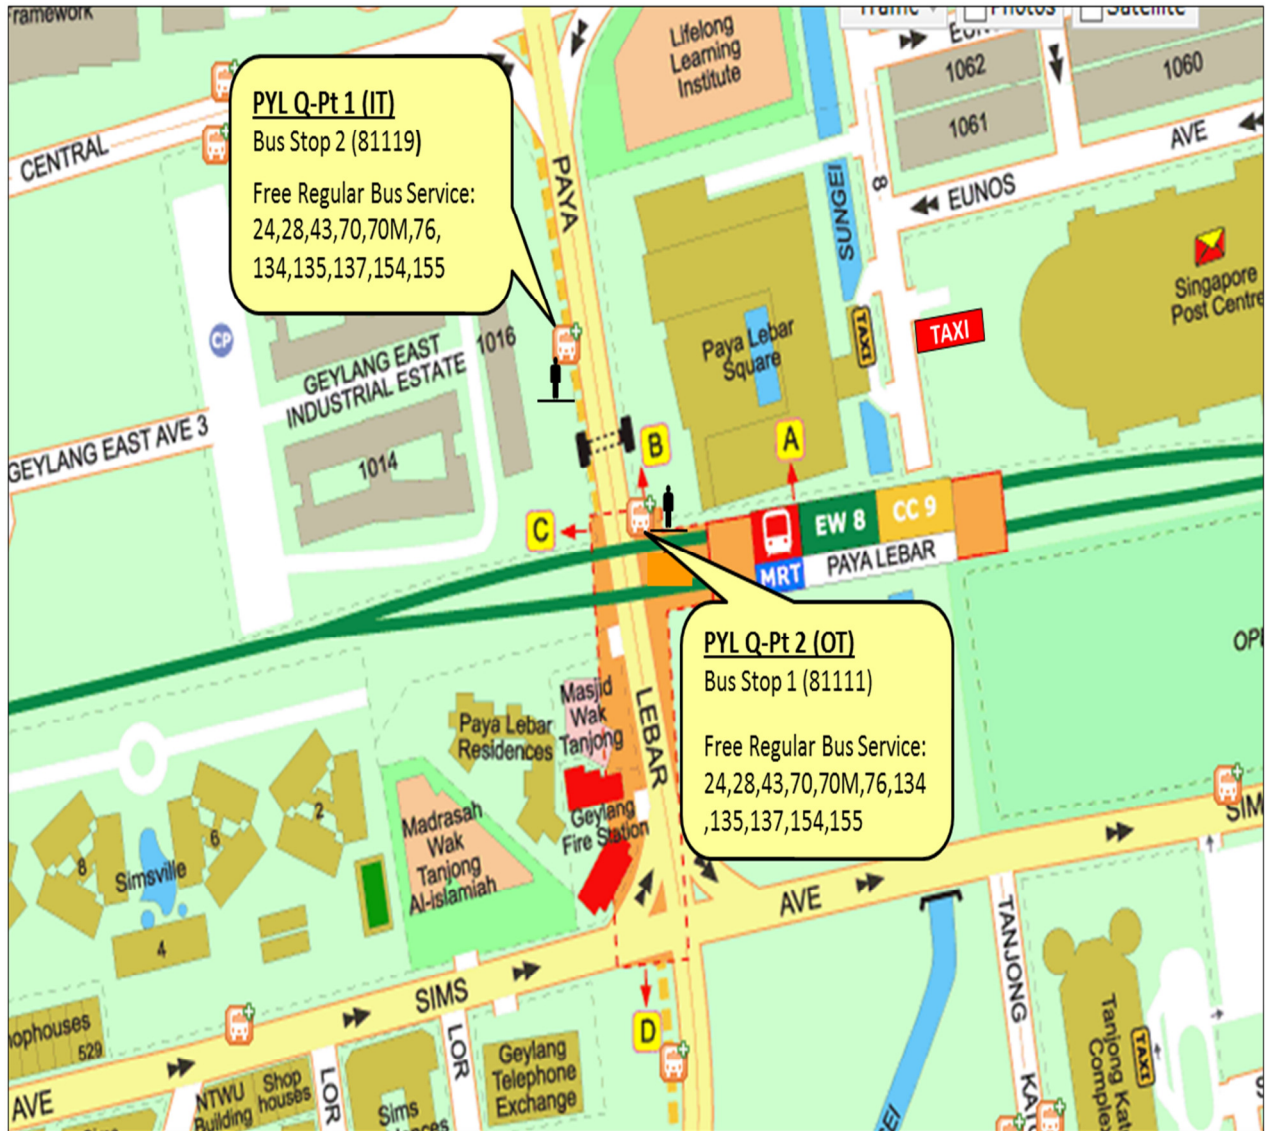 Traffic
Photos
Satellite
Lifelong
Learning
Institute
1062
1061
1060
CENTRAL
PYL Q-Pt 1 (IT)
Bus Stop 2 (81119)
Free Regular Bus Service:
24,28,43,70,70M,76,
134,135,137,154,155
PAYA
SUNGEI
8
AVE
EUNOS
Singapore
Post Centre
CP
GEYLANG EAST
INDUSTRIAL ESTATE
1016
Paya Lebar
Square
TAXI
TAXI
GEYLANG EAST AVE 3
1014
B
A
C
EW 8
CC 9
MRT
PAYA LEBAR
PYL Q-Pt 2 (OT)
Bus Stop 1 (81111)
Free Regular Bus Service:
24,28,43,70,70M,76,134
,135,137,154,155
LEBAR
Masjid
Wak
Tanjong
Paya Lebar
Residences
Geylang
Fire Station
Madrasah
Wak
Tanjong
Al-islamiah
8
6
2
Simsville
4
SIMS
AVE
TANJONG
D
529
AVE
NTWU
Building
Shop
houses
LOR
LOR
Sims
Geylang
Telephone
Exchange
Tanjong Kat
Complex
TAXI